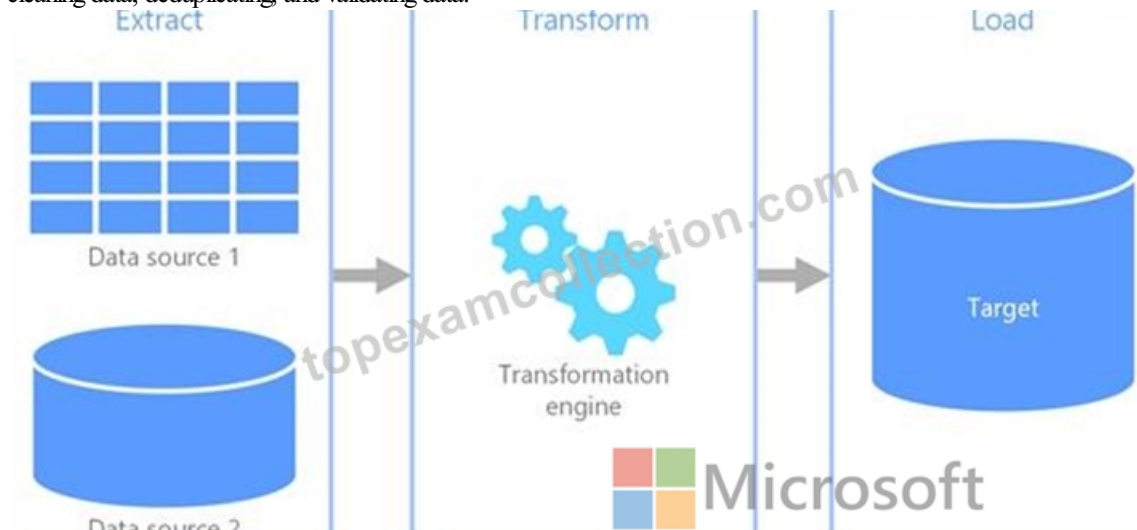 cleaning data, deduplicating, and validating data.
Extract
Transform
Load
Data source 1
topexamcollection.com
Target
Transformation
engine
Microsoft
Data source 2